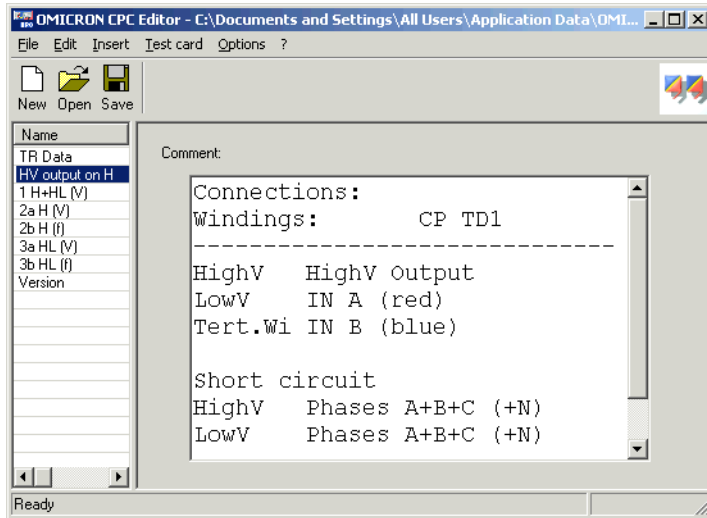 OMICRON CPC Editor - C:\Documents and Settings\All Users\Application Data\OMI...
File Edit Insert Test card Options ?
New Open Save
Name
TR Data
HV output on H
1 H+HL (V)
2a H (V)
2b H (f)
3a HL (V)
3b HL (f)
Version
Comment:
Connections:
Windings: CP TD1
------------------------------
HighV HighV Output
LowV IN A (red)
Tert.Wi IN B (blue)
Short circuit
HighV Phases A+B+C (+N)
LowV Phases A+B+C (+N)
Ready